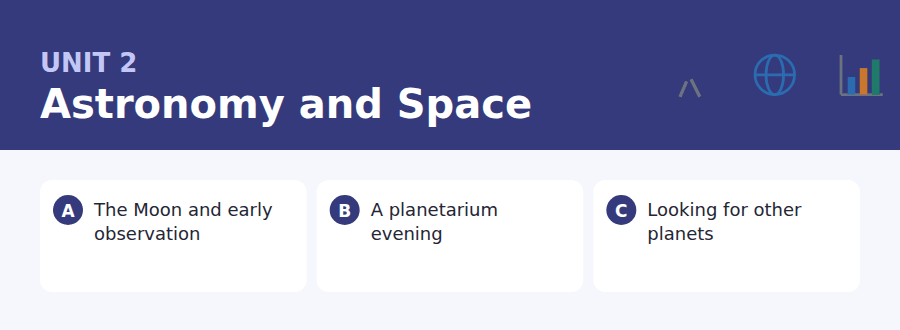 UNIT 2
Astronomy and Space
A
The Moon and early
observation
B
A planetarium
evening
C
Looking for other
planets